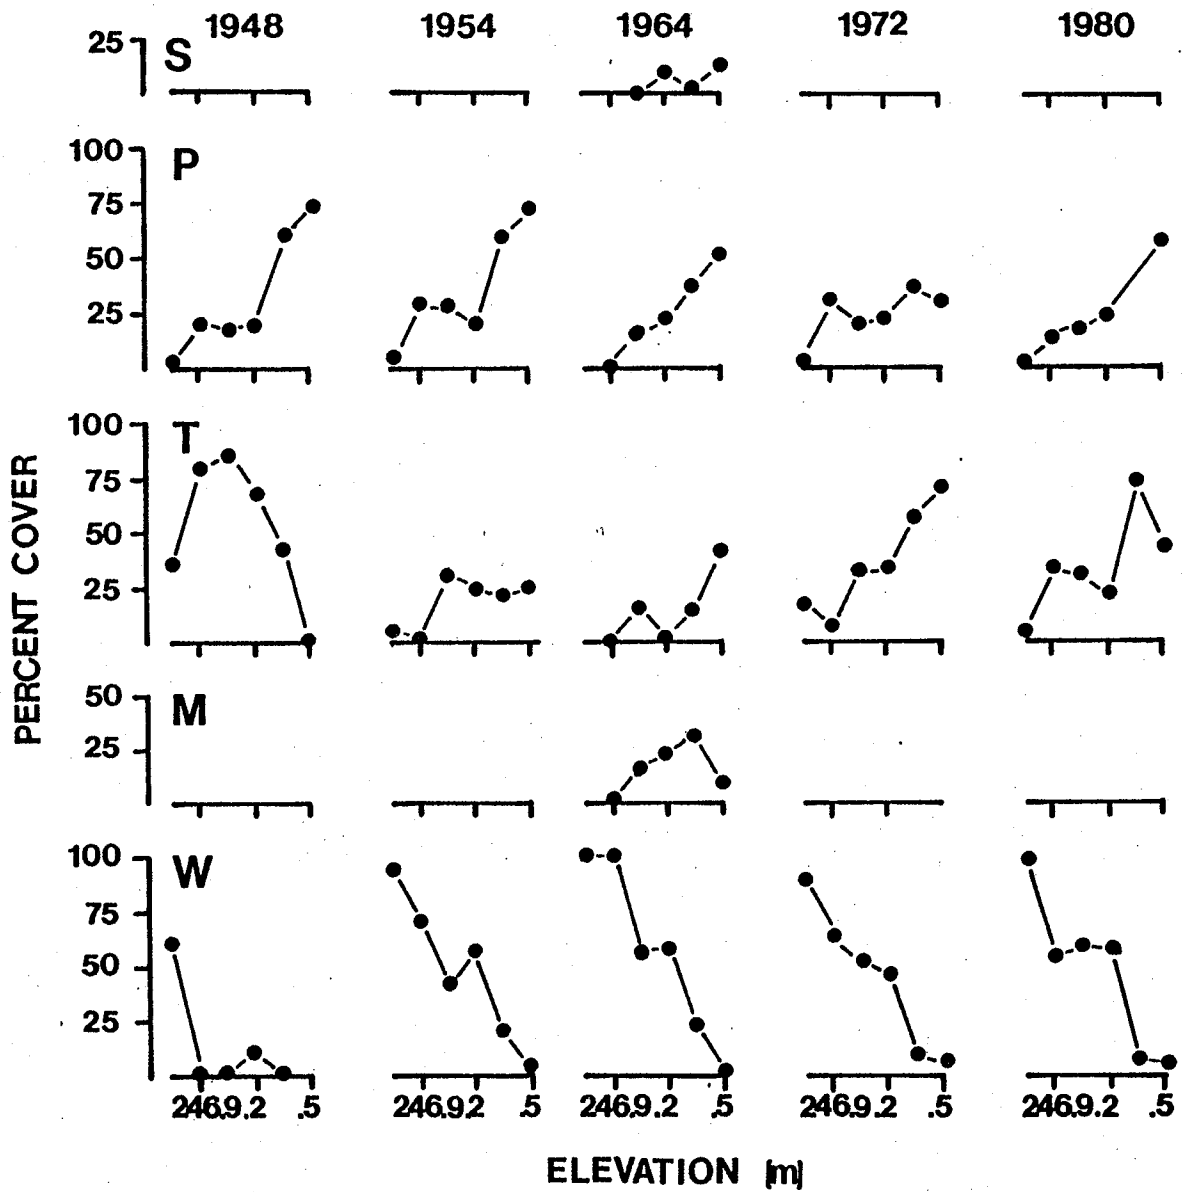 1948 1954 1964 1972 1980
25 S
100 P
75
50
25
100 T
75
50
25
50 M
25
100 W
75
50
25
246.9.2 .5 246.9.2 .5 246.9.2 .5 246.9.2 .5 246.9.2 .5
PERCENT COVER
ELEVATION [m]